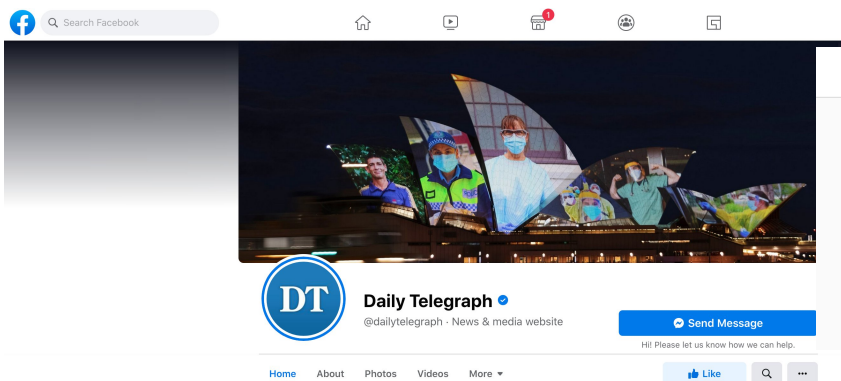 Search Facebook
1
DT
Daily Telegraph
@dailytelegraph · News & media website
Send Message
Hi! Please let us know how we can help.
Home About Photos Videos More
Like